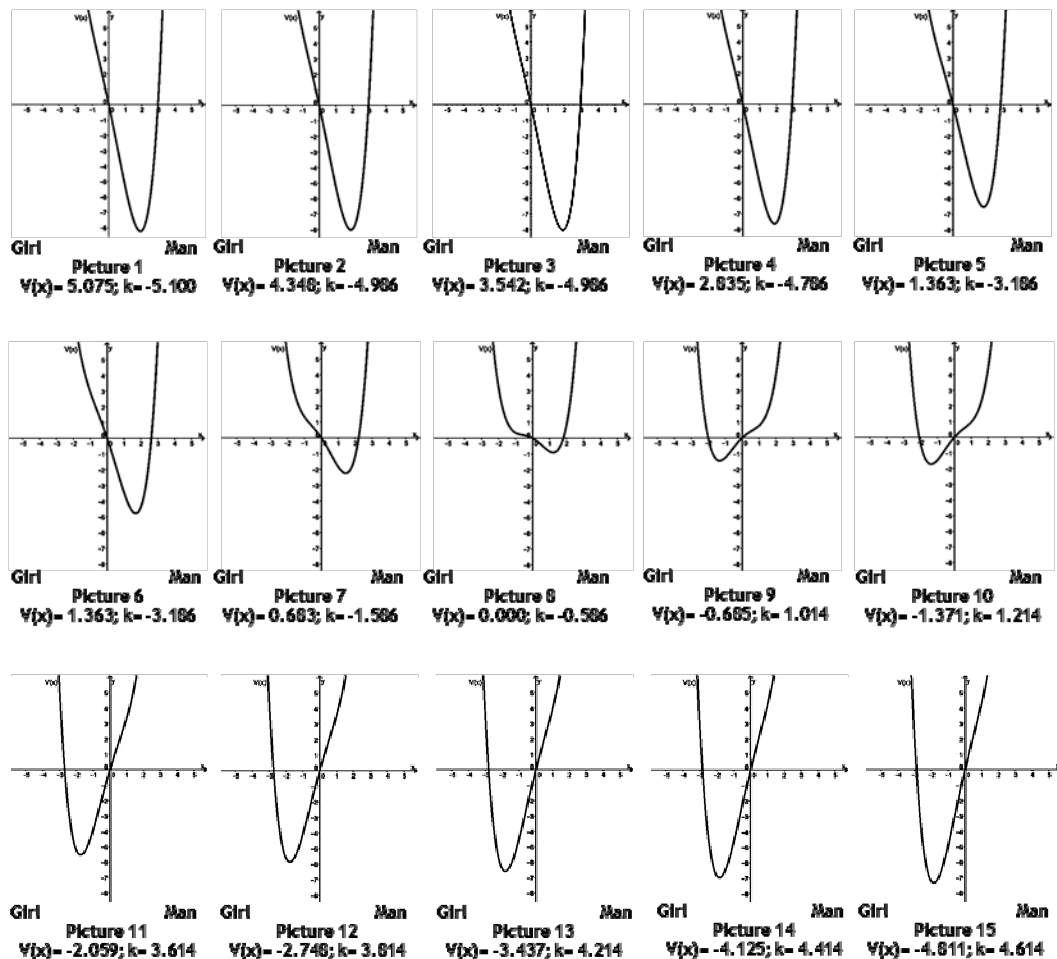 V(x) y V(x) y V(x) y V(x) y V(x) y
Girl Man Girl Man Girl Man Girl Man Girl Man
Picture 1 Picture 2 Picture 3 Picture 4 Picture 5
V(x)= 5.075; k= -5.100 V(x)= 4.348; k= -4.986 V(x)= 3.542; k= -4.986 V(x)= 2.835; k= -4.786 V(x)= 1.363; k= -3.186
V(x) y V(x) y V(x) y V(x) y V(x) y
Girl Man Girl Man Girl Man Girl Man Girl Man
Picture 6 Picture 7 Picture 8 Picture 9 Picture 10
V(x)= 1.363; k= -3.186 V(x)= 0.683; k= -1.586 V(x)= 0.000; k= -0.586 V(x)= -0.685; k= 1.014 V(x)= -1.371; k= 1.214
V(x) y V(x) y V(x) y V(x) y V(x) y
Girl Man Girl Man Girl Man Girl Man Girl Man
Picture 11 Picture 12 Picture 13 Picture 14 Picture 15
V(x)= -2.059; k= 3.614 V(x)= -2.748; k= 3.814 V(x)= -3.437; k= 4.214 V(x)= -4.125; k= 4.414 V(x)= -4.811; k= 4.614